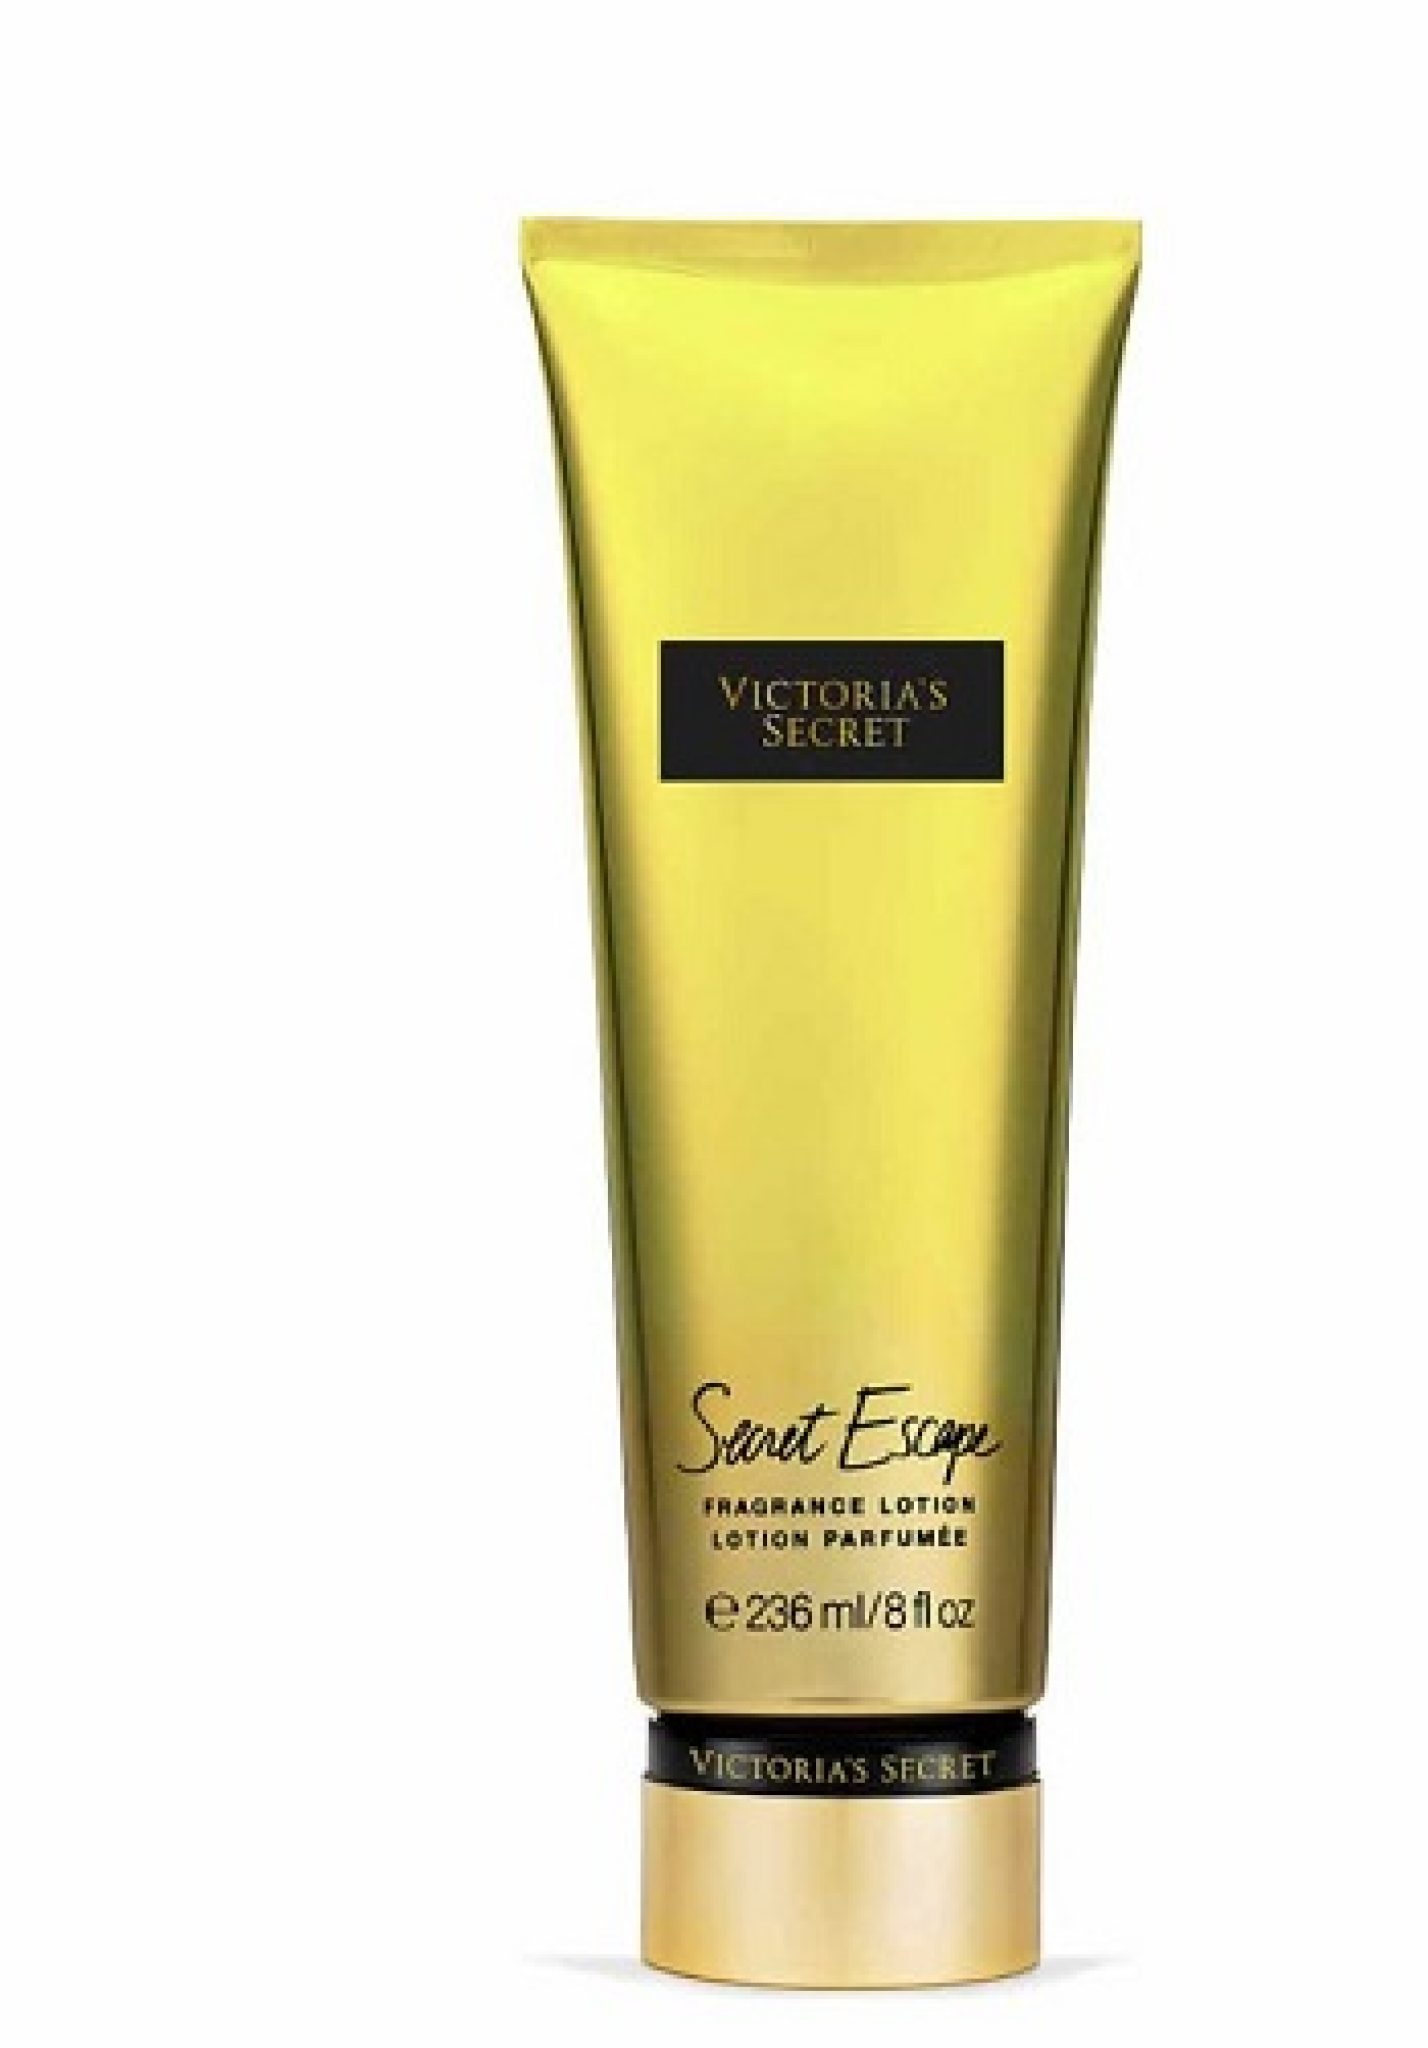 VICTORIA'S
SECRET
Secret Escape
FRAGRANCE LOTION
LOTION PARFUMÉE
℮ 236 ml/8 fl oz
VICTORIA'S SECRET